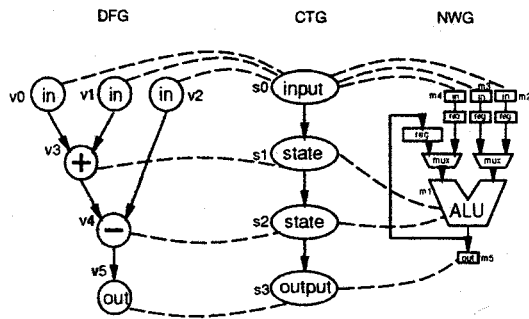 DFG CTG NWG
v0 in v1 in in v2 s0 input m4 in m3 in in m2
reg reg reg
reg
v3 + s1 state mux mux
m1 ALU
v4 − s2 state
v5 out m5
out s3 output